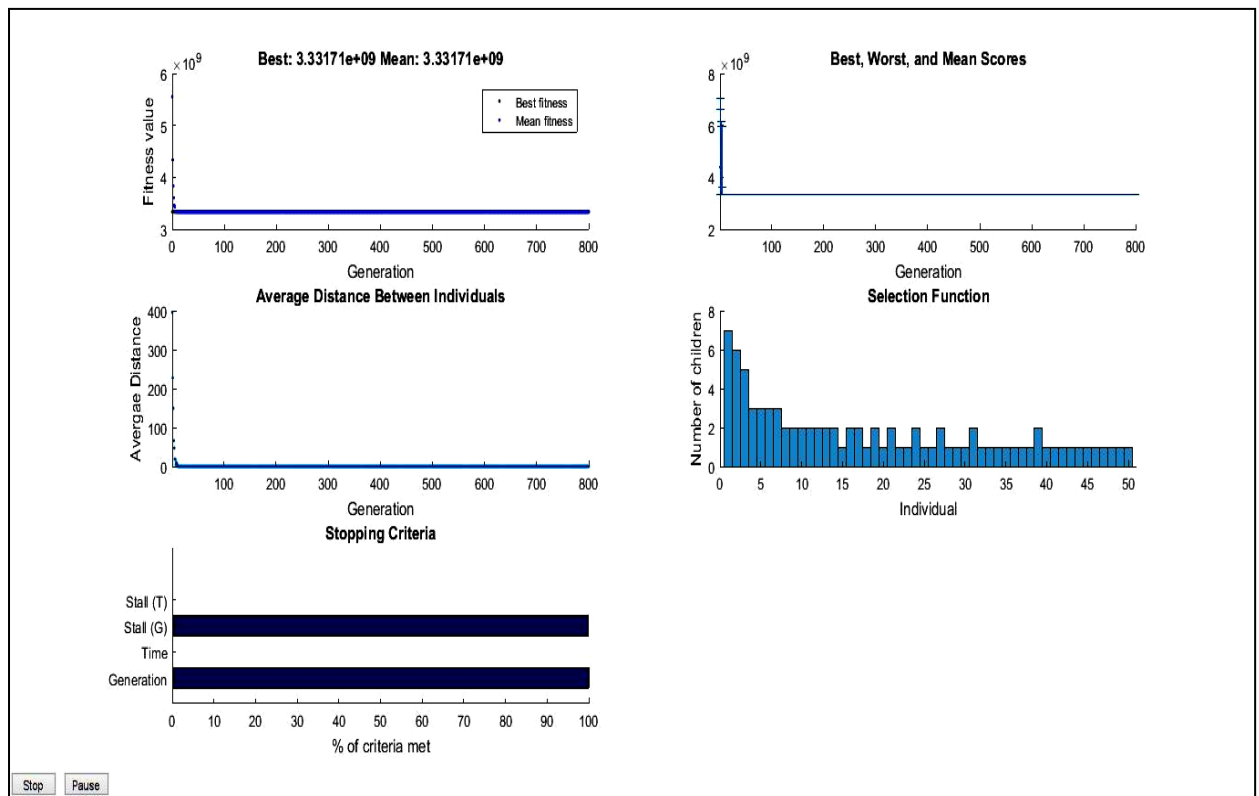 Best: 3.33171e+09 Mean: 3.33171e+09
×10^9
6
5
4
3
Fitness value
Best fitness
Mean fitness
0 100 200 300 400 500 600 700 800
Generation
Best, Worst, and Mean Scores
×10^9
8
6
4
2
100 200 300 400 500 600 700 800
Generation
Average Distance Between Individuals
400
300
200
100
0
Avergae Distance
100 200 300 400 500 600 700 800
Generation
Selection Function
8
6
4
2
0
Number of children
0 5 10 15 20 25 30 35 40 45 50
Individual
Stopping Criteria
Stall (T)
Stall (G)
Time
Generation
0 10 20 30 40 50 60 70 80 90 100
% of criteria met
Stop Pause